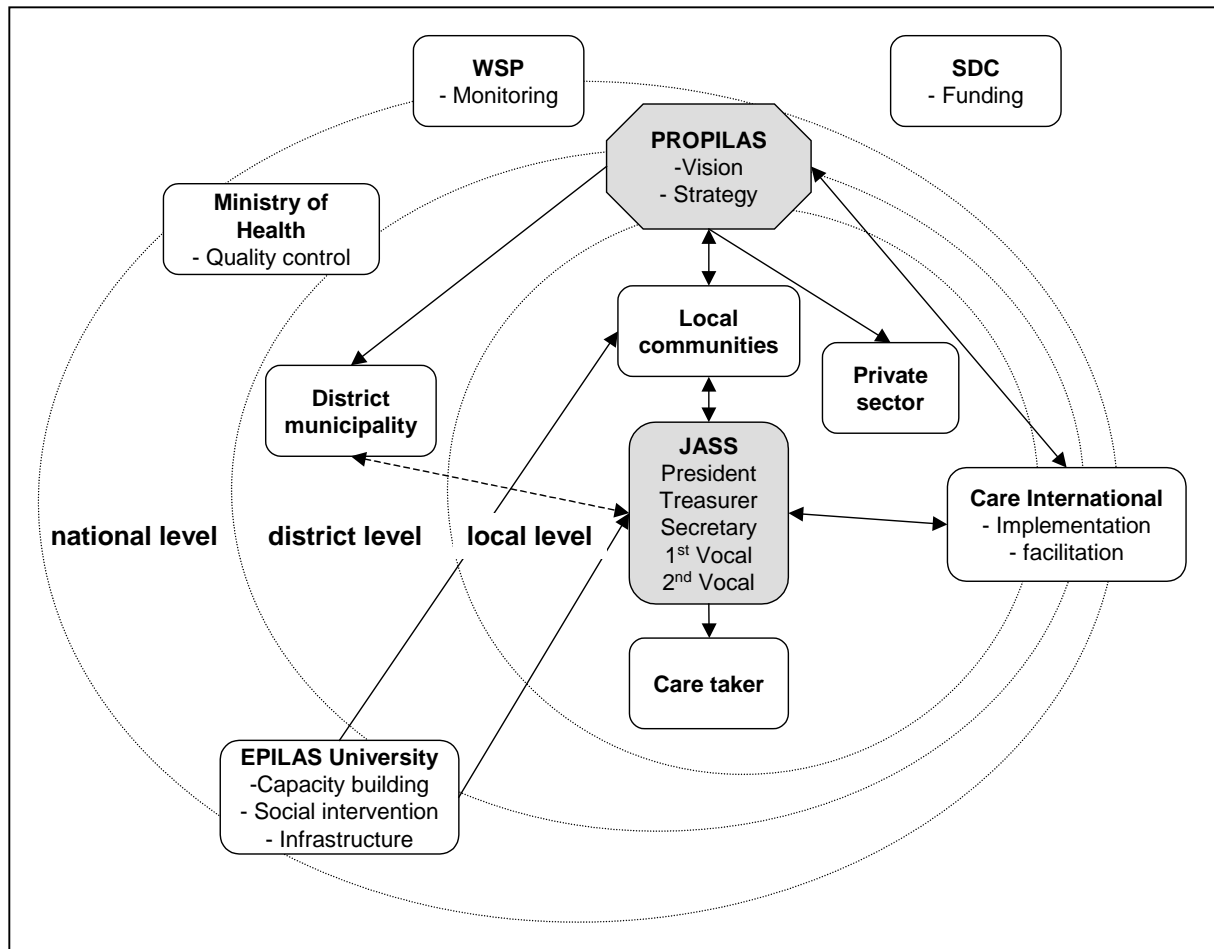 WSP
- Monitoring
SDC
- Funding
PROPILAS
-Vision
- Strategy
Ministry of
Health
- Quality control
Local
communities
Private
sector
District
municipality
JASS
President
Treasurer
Secretary
1st Vocal
2nd Vocal
Care International
- Implementation
- facilitation
national level
district level
local level
Care taker
EPILAS University
-Capacity building
- Social intervention
- Infrastructure